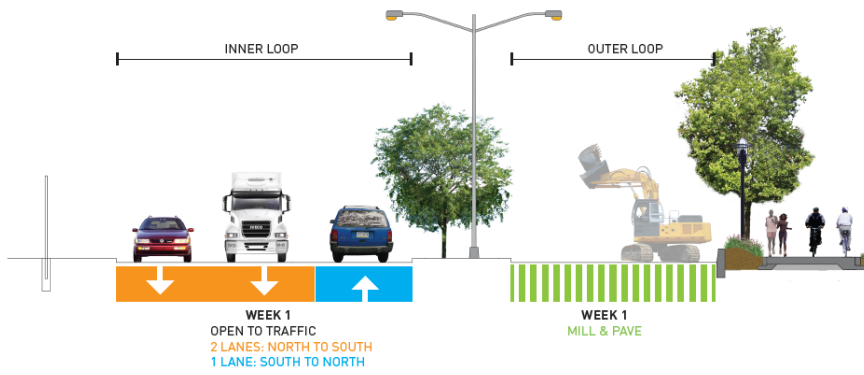 INNER LOOP
OUTER LOOP
IVECO
WEEK 1
OPEN TO TRAFFIC
2 LANES: NORTH TO SOUTH
1 LANE: SOUTH TO NORTH
WEEK 1
MILL & PAVE